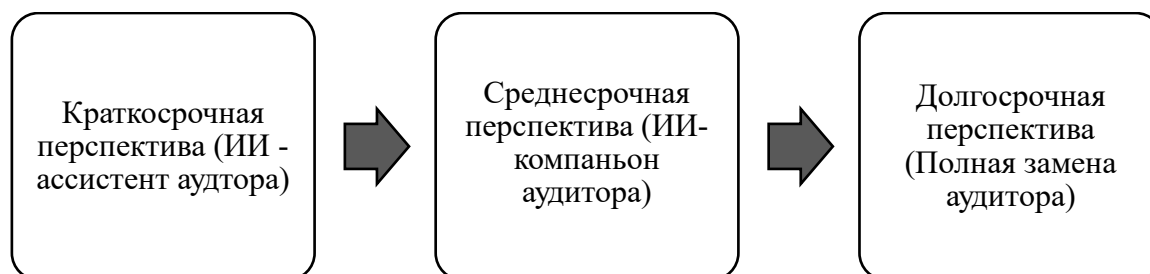 Краткосрочная
перспектива (ИИ -
ассистент аудтора)
Среднесрочная
перспектива (ИИ-
компаньон
аудитора)
Долгосрочная
перспектива
(Полная замена
аудитора)